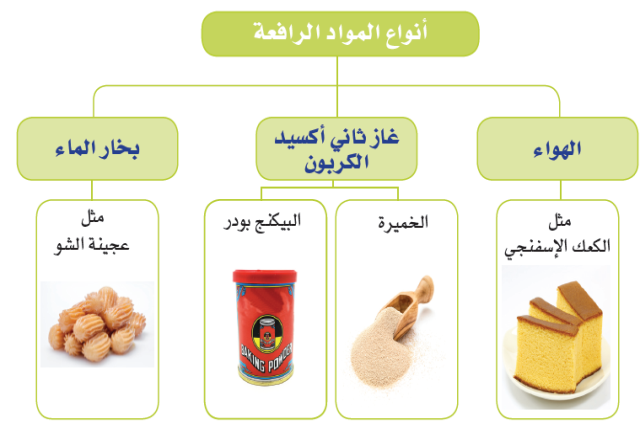 أنواع المواد الرافعة
الهواء
غاز ثاني أكسيد
الكربون
بخار الماء
مثل
الكعك الإسفنجي
الخميرة
البيكنج بودر
BAKING POWDER
مثل
عجينة الشو